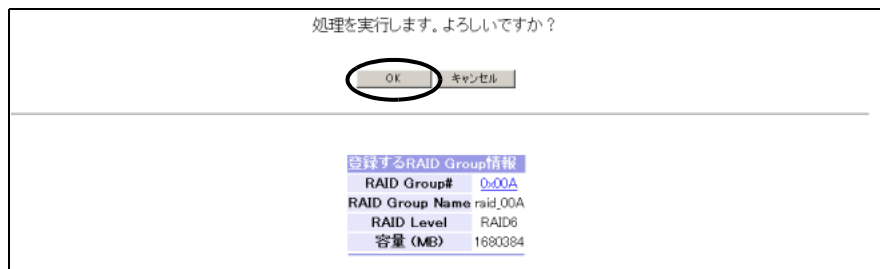 処理を実行します。よろしいですか？
OK キャンセル
登録するRAID Group情報
RAID Group# 0x00A
RAID Group Name raid_00A
RAID Level RAID6
容量 (MB) 1680384